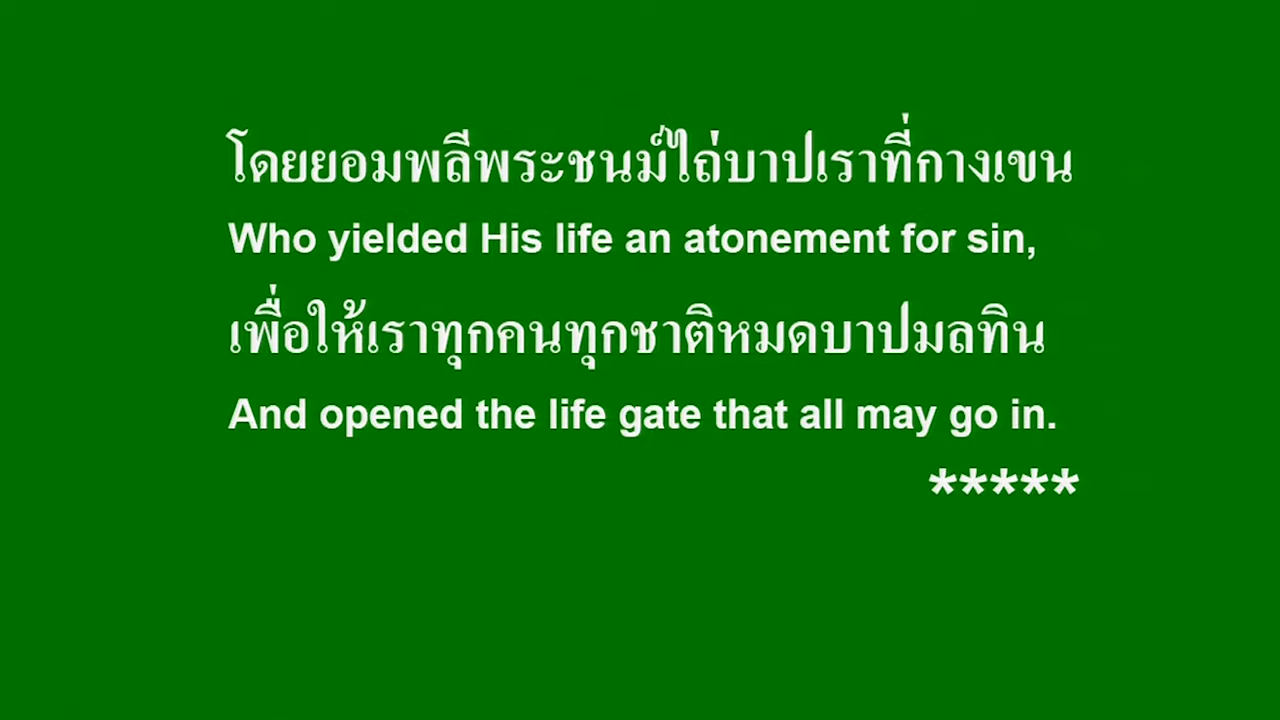 โดยยอมพลีพระชนม์ไถ่บาปเราที่กางเขน
Who yielded His life an atonement for sin,
เพื่อให้เราทุกคนทุกชาติหมดบาปมลทิน
And opened the life gate that all may go in.
*****